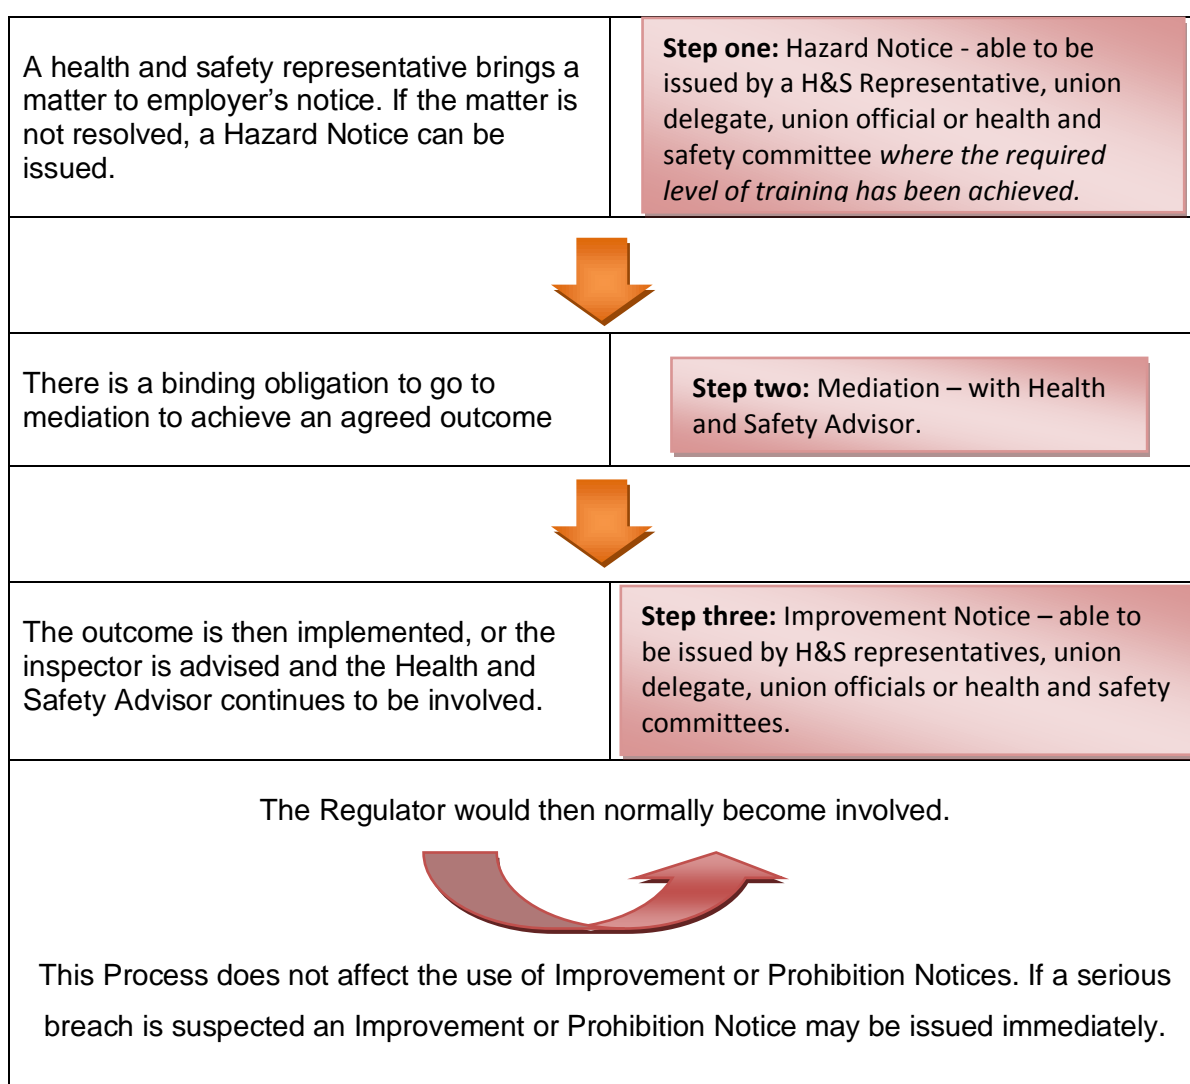 A health and safety representative brings a
matter to employer’s notice. If the matter is
not resolved, a Hazard Notice can be
issued.
Step one: Hazard Notice - able to be
issued by a H&S Representative, union
delegate, union official or health and
safety committee where the required
level of training has been achieved.
There is a binding obligation to go to
mediation to achieve an agreed outcome
Step two: Mediation – with Health
and Safety Advisor.
The outcome is then implemented, or the
inspector is advised and the Health and
Safety Advisor continues to be involved.
Step three: Improvement Notice – able to
be issued by H&S representatives, union
delegate, union officials or health and safety
committees.
The Regulator would then normally become involved.
This Process does not affect the use of Improvement or Prohibition Notices. If a serious
breach is suspected an Improvement or Prohibition Notice may be issued immediately.